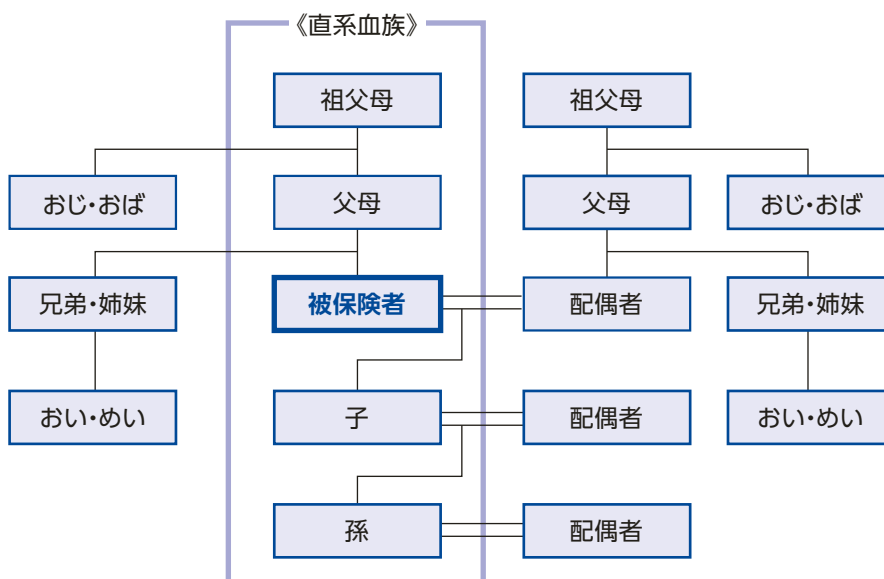 《直系血族》
祖父母
祖父母
おじ・おば
父母
父母
おじ・おば
兄弟・姉妹
被保険者
配偶者
兄弟・姉妹
おい・めい
子
配偶者
おい・めい
孫
配偶者